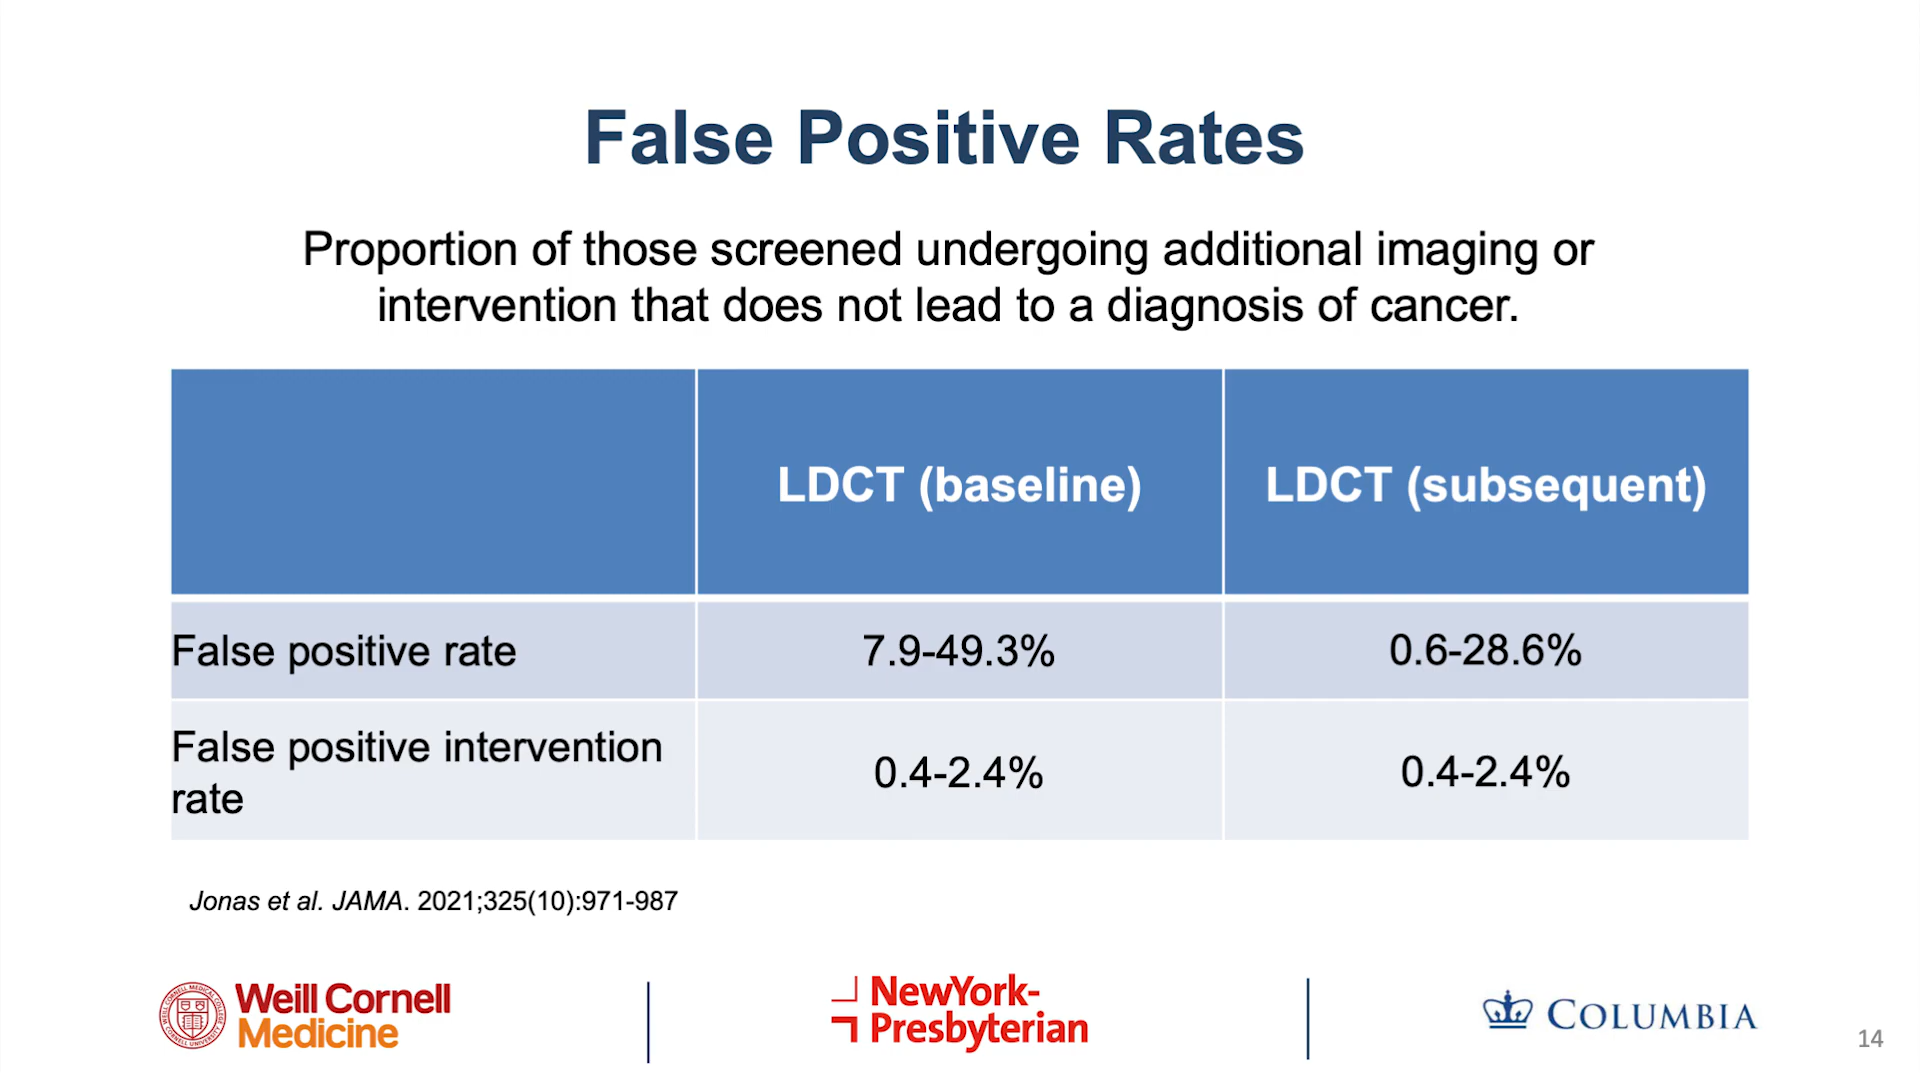 False Positive Rates
Proportion of those screened undergoing additional imaging or
intervention that does not lead to a diagnosis of cancer.
LDCT (baseline)
LDCT (subsequent)
False positive rate
7.9-49.3%
0.6-28.6%
False positive intervention
rate
0.4-2.4%
0.4-2.4%
Jonas et al. JAMA. 2021;325(10):971-987
Weill Cornell
Medicine
NewYork-
Presbyterian
COLUMBIA
14